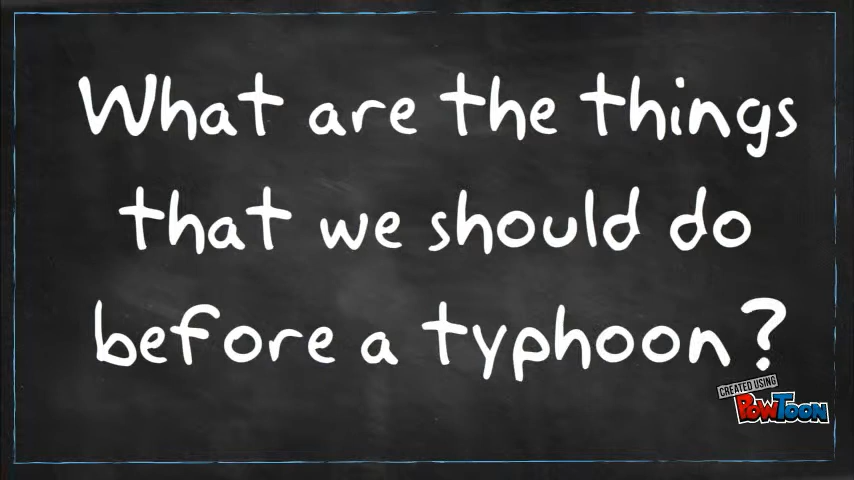 What are the things
that we should do
before a typhoon?
CREATED USING
POWTOON